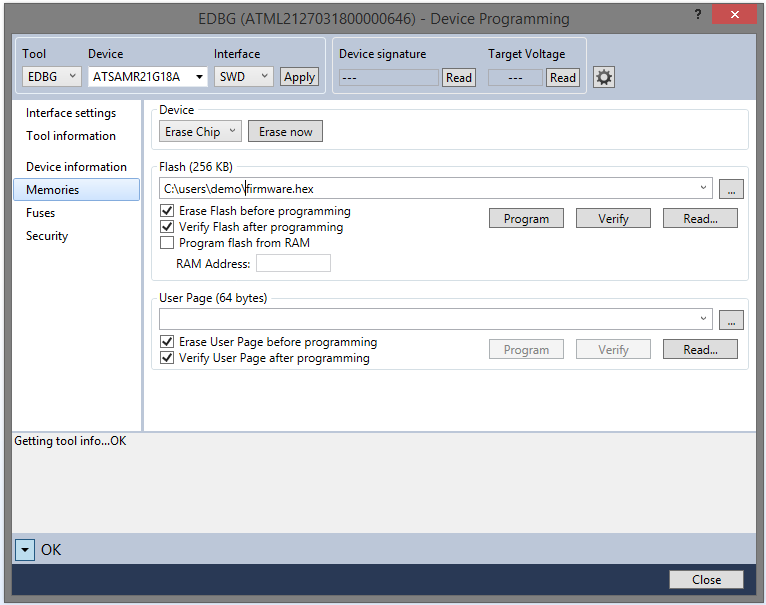 EDBG (ATML2127031800000646) - Device Programming
? ×
Tool Device Interface Device signature Target Voltage
EDBG ATSAMR21G18A SWD Apply --- Read --- Read
Interface settings
Tool information
Device information
Memories
Fuses
Security
Device
Erase Chip Erase now
Flash (256 KB)
C:\users\demo\firmware.hex ...
Erase Flash before programming
Verify Flash after programming
Program flash from RAM
RAM Address:
Program Verify Read...
User Page (64 bytes)
...
Erase User Page before programming
Verify User Page after programming
Program Verify Read...
Getting tool info...OK
OK
Close